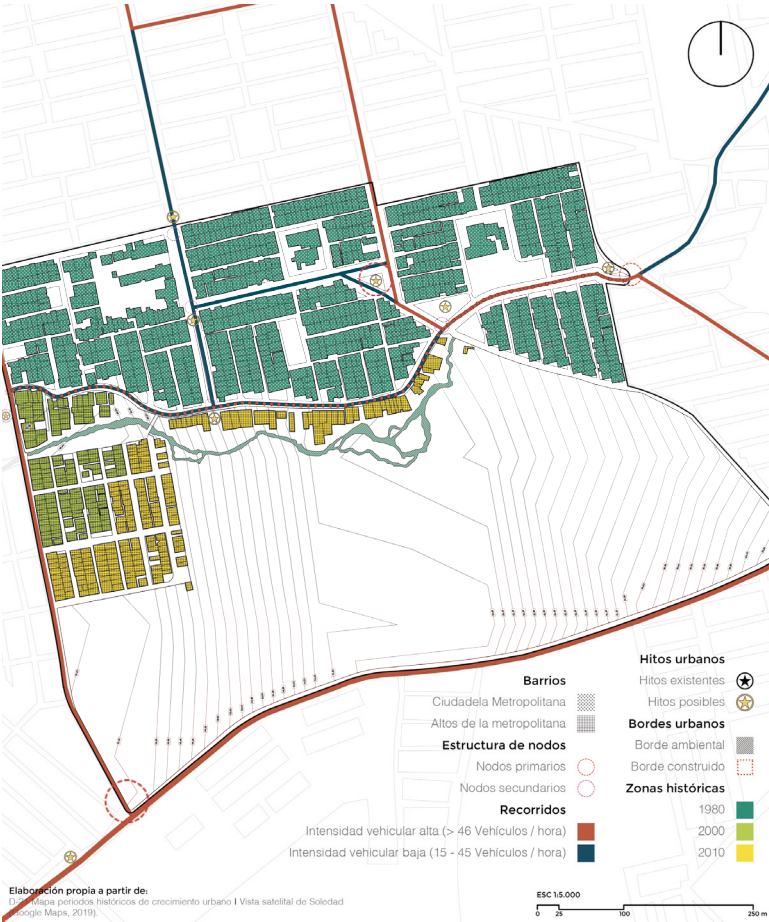 Barrios
Ciudadela Metropolitana
Altos de la metropolitana
Estructura de nodos
Nodos primarios
Nodos secundarios
Recorridos
Intensidad vehicular alta (> 46 Vehículos / hora)
Intensidad vehicular baja (15 - 45 Vehículos / hora)
Hitos urbanos
Hitos existentes
Hitos posibles
Bordes urbanos
Borde ambiental
Borde construido
Zonas históricas
1980
2000
2010
Elaboración propia a partir de:
Mapa periodos históricos de crecimiento urbano I Vista satelital de Soledad
(Google Maps, 2019).
ESC 1:5.000
0 25 100 250 m